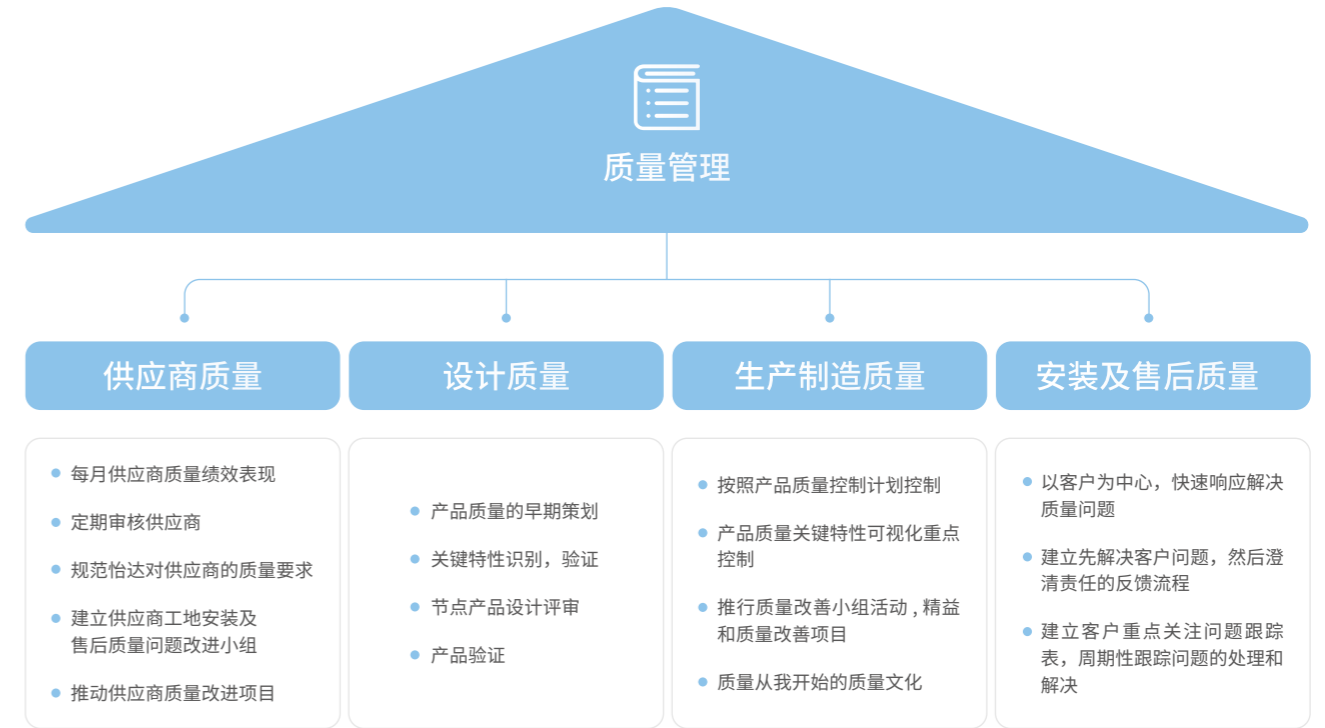 质量管理
供应商质量
设计质量
生产制造质量
安装及售后质量
每月供应商质量绩效表现
定期审核供应商
规范怡达对供应商的质量要求
建立供应商工地安装及
售后质量问题改进小组
推动供应商质量改进项目
产品质量的早期策划
关键特性识别，验证
节点产品设计评审
产品验证
按照产品质量控制计划控制
产品质量关键特性可视化重点
控制
推行质量改善小组活动 , 精益
和质量改善项目
质量从我开始的质量文化
以客户为中心，快速响应解决
质量问题
建立先解决客户问题，然后澄
清责任的反馈流程
建立客户重点关注问题跟踪
表，周期性跟踪问题的处理和
解决